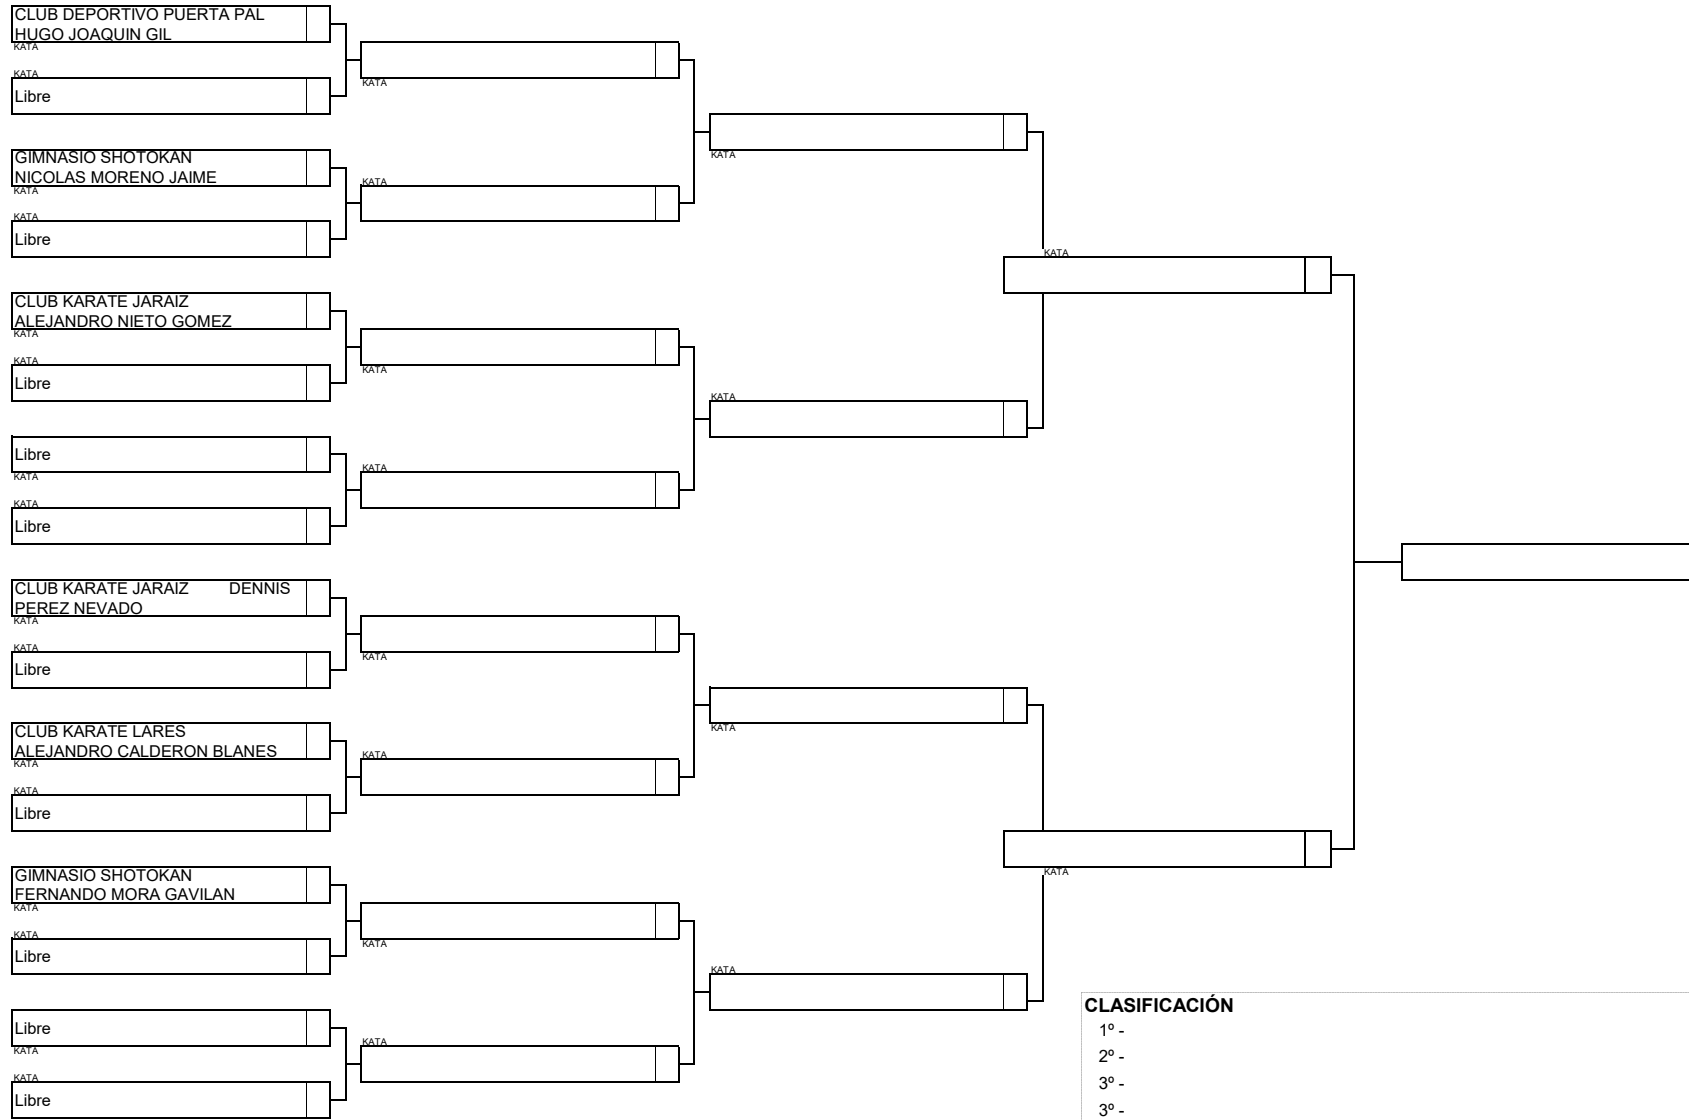 CLUB DEPORTIVO PUERTA PAL
HUGO JOAQUIN GIL
KATA
KATA
Libre
GIMNASIO SHOTOKAN
NICOLAS MORENO JAIME
KATA
KATA
Libre
CLUB KARATE JARAIZ
ALEJANDRO NIETO GOMEZ
KATA
KATA
Libre
Libre
KATA
KATA
Libre
CLUB KARATE JARAIZ DENNIS
PEREZ NEVADO
KATA
KATA
Libre
CLUB KARATE LARES
ALEJANDRO CALDERON BLANES
KATA
KATA
Libre
GIMNASIO SHOTOKAN
FERNANDO MORA GAVILAN
KATA
KATA
Libre
Libre
KATA
KATA
Libre
KATA
KATA
KATA
KATA
KATA
KATA
KATA
KATA
KATA
KATA
KATA
KATA
KATA
KATA
CLASIFICACIÓN
1º -
2º -
3º -
3º -